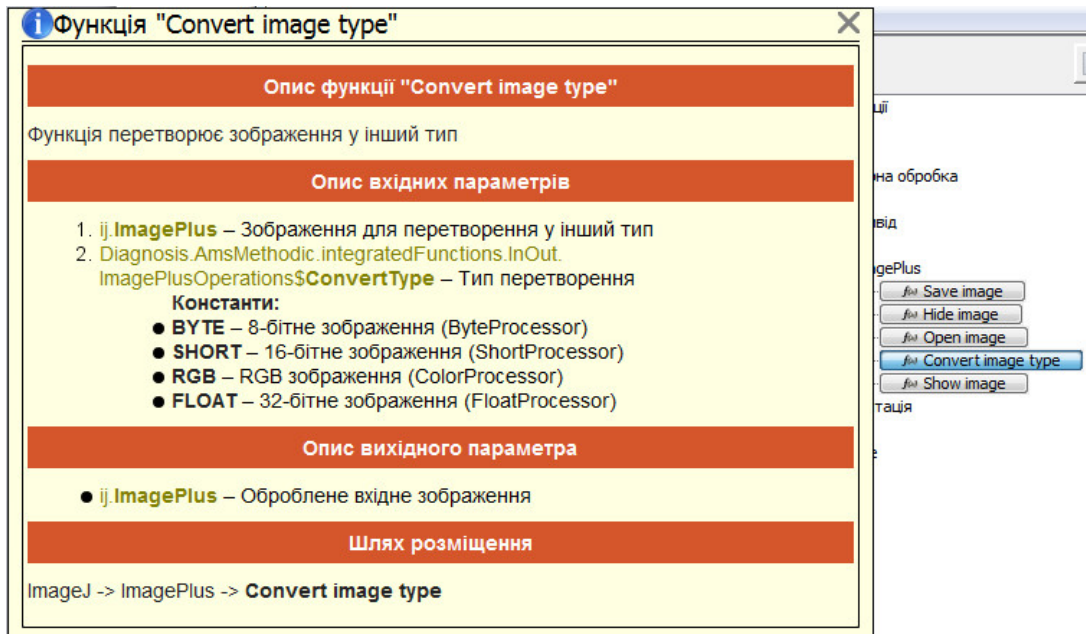 Функція "Convert image type"
Опис функції "Convert image type"
Функція перетворює зображення у інший тип
Опис вхідних параметрів
1. ij.ImagePlus – Зображення для перетворення у інший тип
2. Diagnosis.AmsMethodic.integratedFunctions.InOut.
ImagePlusOperations$ConvertType – Тип перетворення
Константи:
● BYTE – 8-бітне зображення (ByteProcessor)
● SHORT – 16-бітне зображення (ShortProcessor)
● RGB – RGB зображення (ColorProcessor)
● FLOAT – 32-бітне зображення (FloatProcessor)
Опис вихідного параметра
● ij.ImagePlus – Оброблене вхідне зображення
Шлях розміщення
ImageJ -> ImagePlus -> Convert image type
ції
на обробка
від
gePlus
f(x) Save image
f(x) Hide image
f(x) Open image
f(x) Convert image type
f(x) Show image
тація